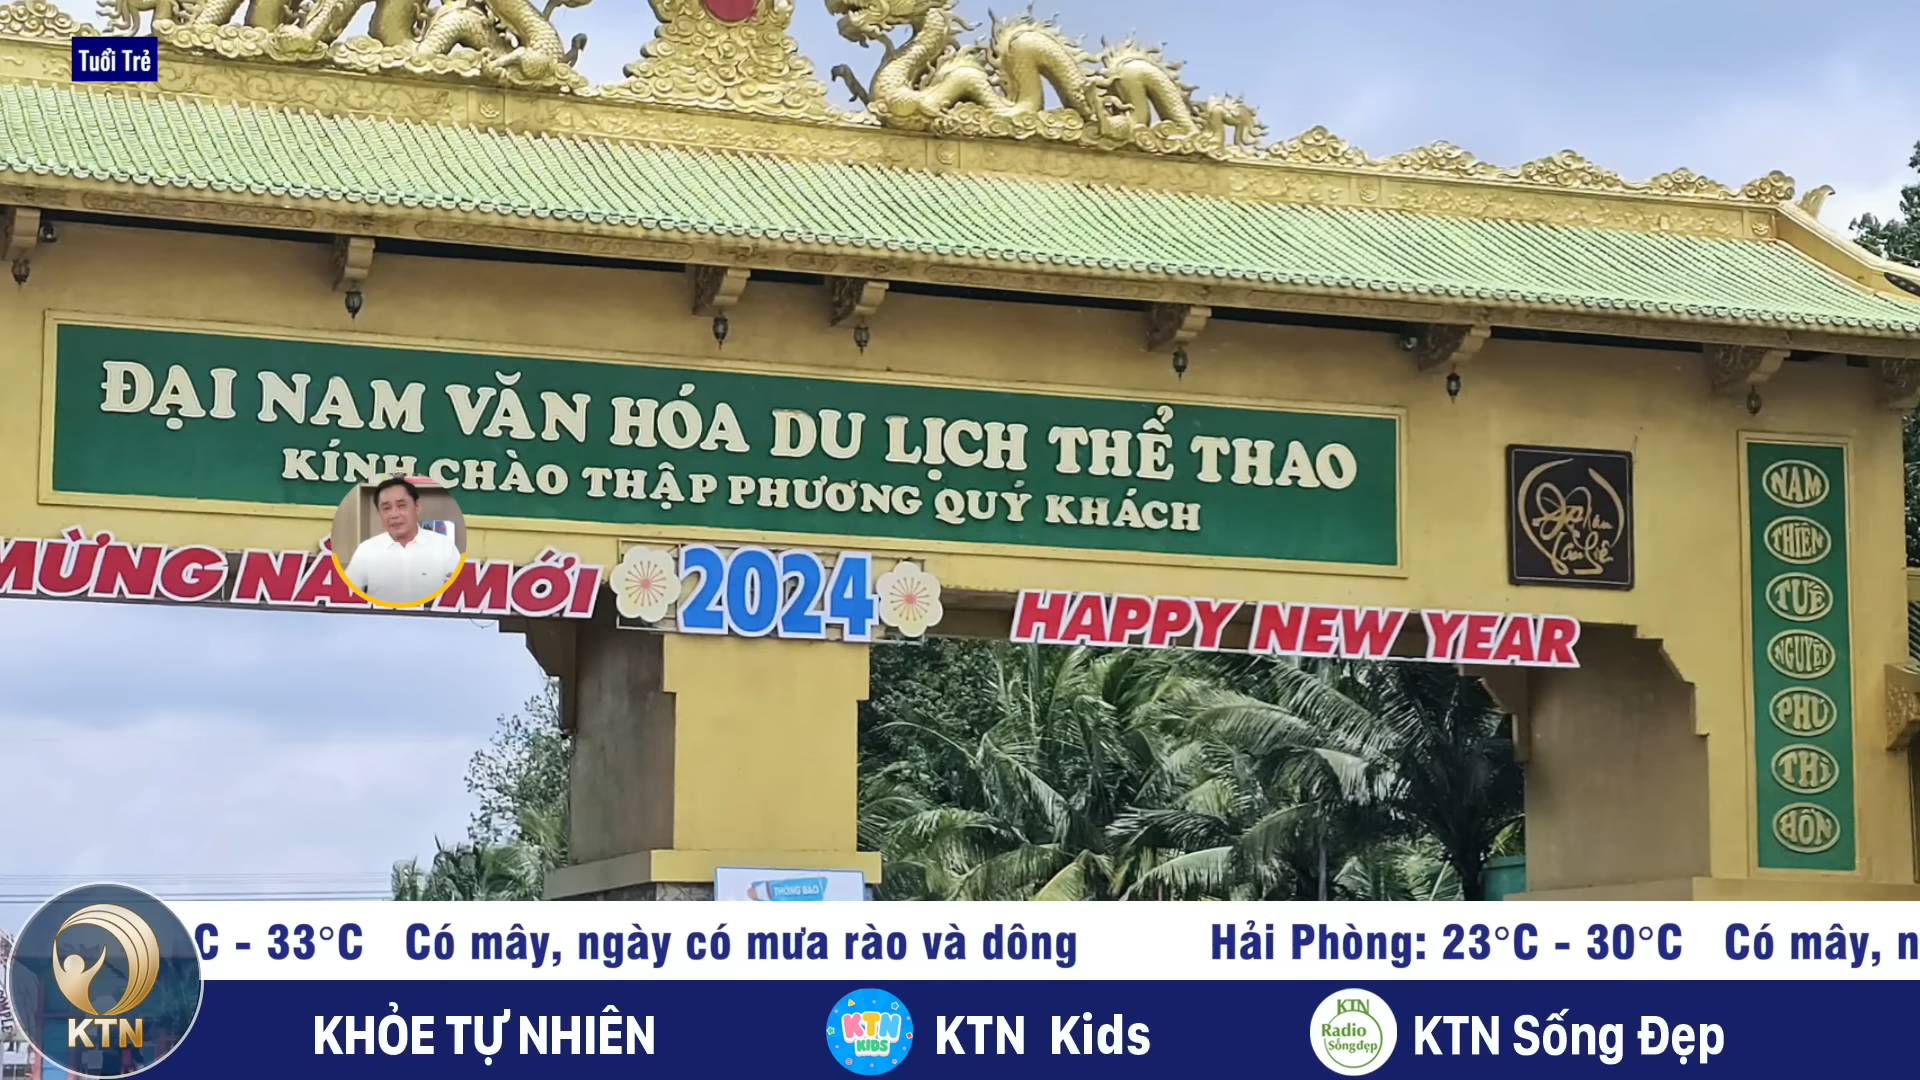 Tuổi Trẻ
ĐẠI NAM VĂN HÓA DU LỊCH THỂ THAO
KÍNH CHÀO THẬP PHƯƠNG QUÝ KHÁCH
MỪNG NĂM MỚI 2024 HAPPY NEW YEAR
NAM
THIÊN
TUẾ
NGUYỆT
PHÙ
THI
HÔN
THÔNG BÁO
C - 33°C Có mây, ngày có mưa rào và dông Hải Phòng: 23°C - 30°C Có mây, n
KTN
KHỎE TỰ NHIÊN
KTN KIDS
KTN Kids
KTN Radio Sống đẹp
KTN Sống Đẹp